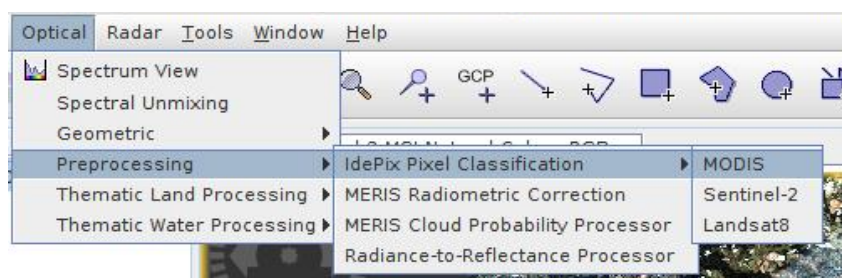 Optical Radar Tools Window Help
Spectrum View
Spectral Unmixing
Geometric
Preprocessing
Thematic Land Processing
Thematic Water Processing
GCP
IdePix Pixel Classification
MERIS Radiometric Correction
MERIS Cloud Probability Processor
Radiance-to-Reflectance Processor
MODIS
Sentinel-2
Landsat8